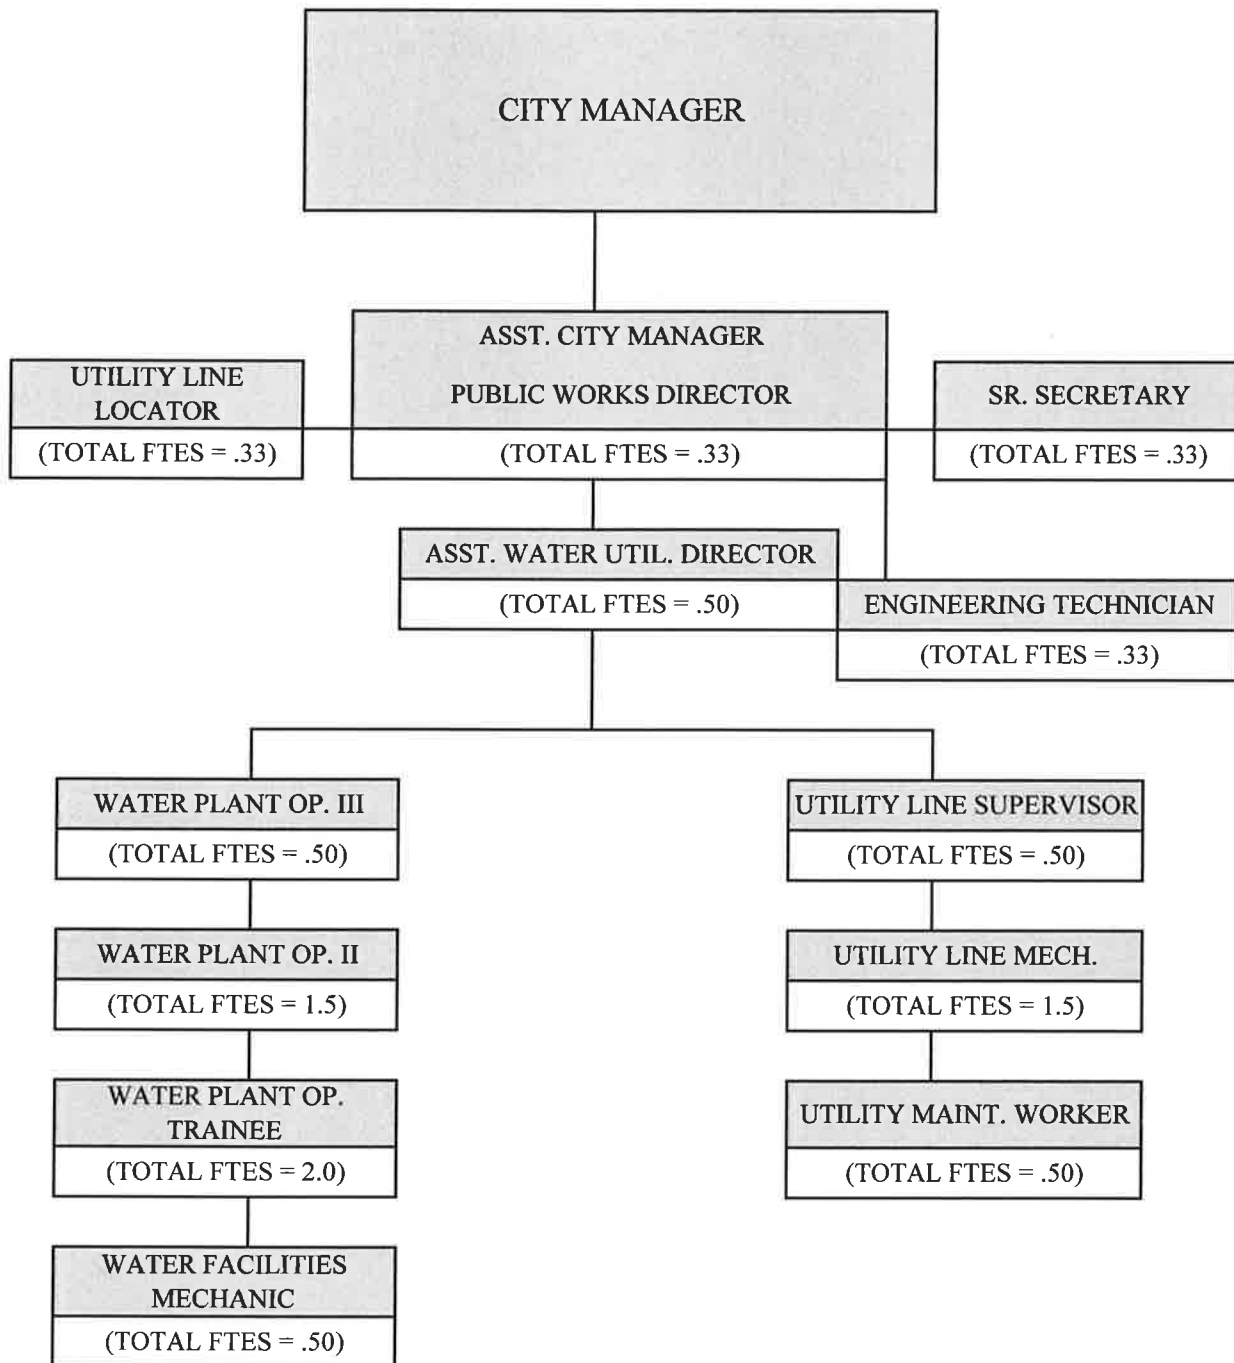 CITY MANAGER
ASST. CITY MANAGER
PUBLIC WORKS DIRECTOR
(TOTAL FTES = .33)
UTILITY LINE
LOCATOR
(TOTAL FTES = .33)
SR. SECRETARY
(TOTAL FTES = .33)
ASST. WATER UTIL. DIRECTOR
(TOTAL FTES = .50)
ENGINEERING TECHNICIAN
(TOTAL FTES = .33)
WATER PLANT OP. III
(TOTAL FTES = .50)
WATER PLANT OP. II
(TOTAL FTES = 1.5)
WATER PLANT OP.
TRAINEE
(TOTAL FTES = 2.0)
WATER FACILITIES
MECHANIC
(TOTAL FTES = .50)
UTILITY LINE SUPERVISOR
(TOTAL FTES = .50)
UTILITY LINE MECH.
(TOTAL FTES = 1.5)
UTILITY MAINT. WORKER
(TOTAL FTES = .50)